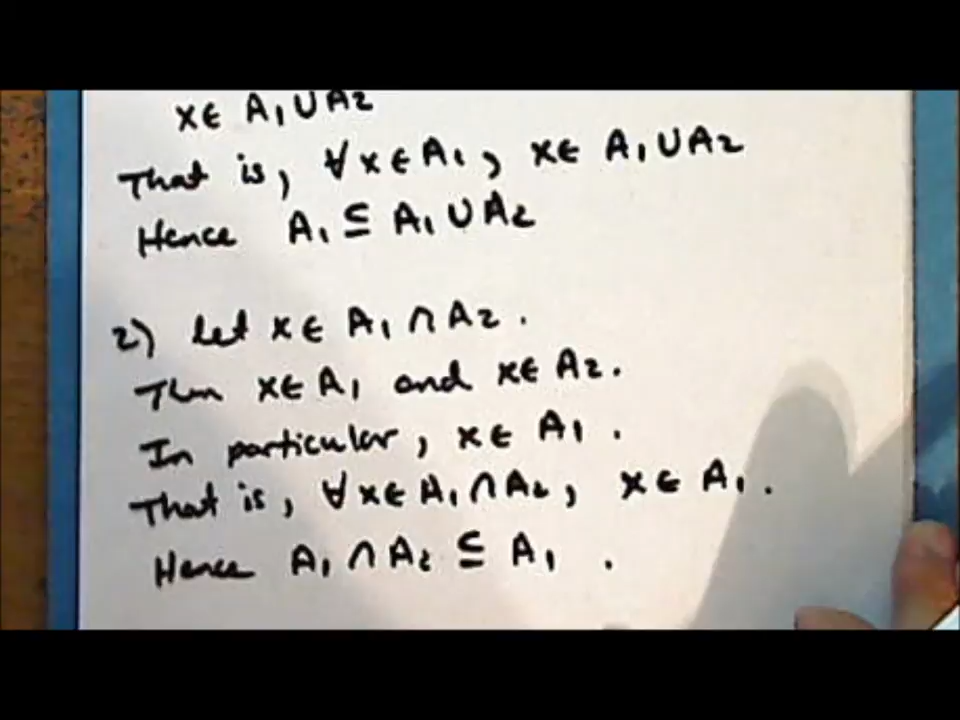 x∈ A₁∪A₂
That is, ∀x∈A₁, x∈ A₁∪A₂
Hence A₁ ⊆ A₁∪A₂
2) Let x∈ A₁∩A₂.
Then x∈A₁ and x∈A₂.
In particular, x∈ A₁.
That is, ∀x∈A₁∩A₂, x∈ A₁.
Hence A₁∩A₂ ⊆ A₁.